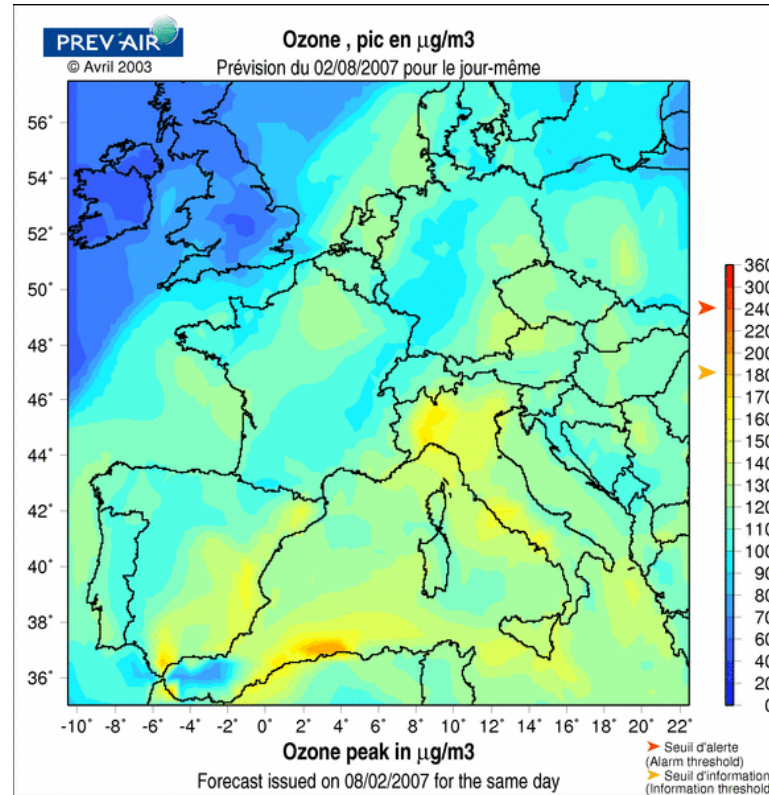 PREV'AIR
© Avril 2003
Ozone , pic en µg/m3
Prévision du 02/08/2007 pour le jour-même
56°
54°
52°
50°
48°
46°
44°
42°
40°
38°
36°
-10° -8° -6° -4° -2° 0° 2° 4° 6° 8° 10° 12° 14° 16° 18° 20° 22°
360
300
240
200
180
170
160
150
140
130
120
110
100
90
80
70
60
50
40
20
0
Ozone peak in µg/m3
Forecast issued on 08/02/2007 for the same day
Seuil d'alerte
(Alarm threshold)
Seuil d'information
(Information threshold